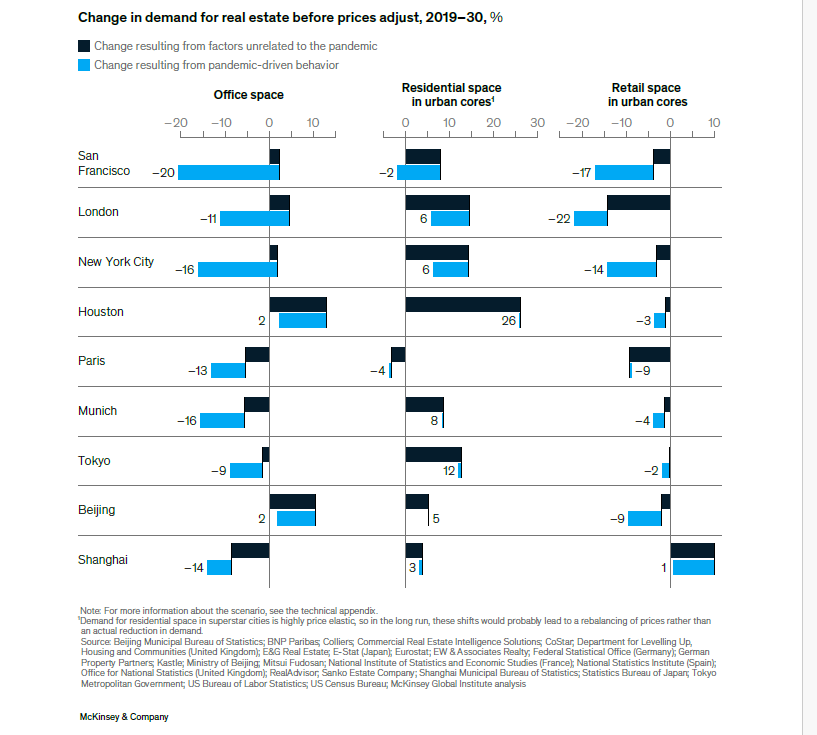 Change in demand for real estate before prices adjust, 2019–30, %
Change resulting from factors unrelated to the pandemic
Change resulting from pandemic-driven behavior
Office space
Residential space
in urban cores¹
Retail space
in urban cores
−20 −10 0 10
0 10 20 30
−20 −10 0 10
San
Francisco −20 −2 −17
London −11 6 −22
New York City −16 6 −14
Houston 2 26 −3
Paris −13 −4 −9
Munich −16 8 −4
Tokyo −9 12 −2
Beijing 2 5 −9
Shanghai −14 3 1
Note: For more information about the scenario, see the technical appendix.
¹Demand for residential space in superstar cities is highly price elastic, so in the long run, these shifts would probably lead to a rebalancing of prices rather than
an actual reduction in demand.
Source: Beijing Municipal Bureau of Statistics; BNP Paribas; Colliers; Commercial Real Estate Intelligence Solutions; CoStar; Department for Levelling Up,
Housing and Communities (United Kingdom); E&G Real Estate; E-Stat (Japan); Eurostat; EW & Associates Realty; Federal Statistical Office (Germany); German
Property Partners; Kastle; Ministry of Beijing; Mitsui Fudosan; National Institute of Statistics and Economic Studies (France); National Statistics Institute (Spain);
Office for National Statistics (United Kingdom); RealAdvisor; Sanko Estate Company; Shanghai Municipal Bureau of Statistics; Statistics Bureau of Japan; Tokyo
Metropolitan Government; US Bureau of Labor Statistics; US Census Bureau; McKinsey Global Institute analysis
McKinsey & Company